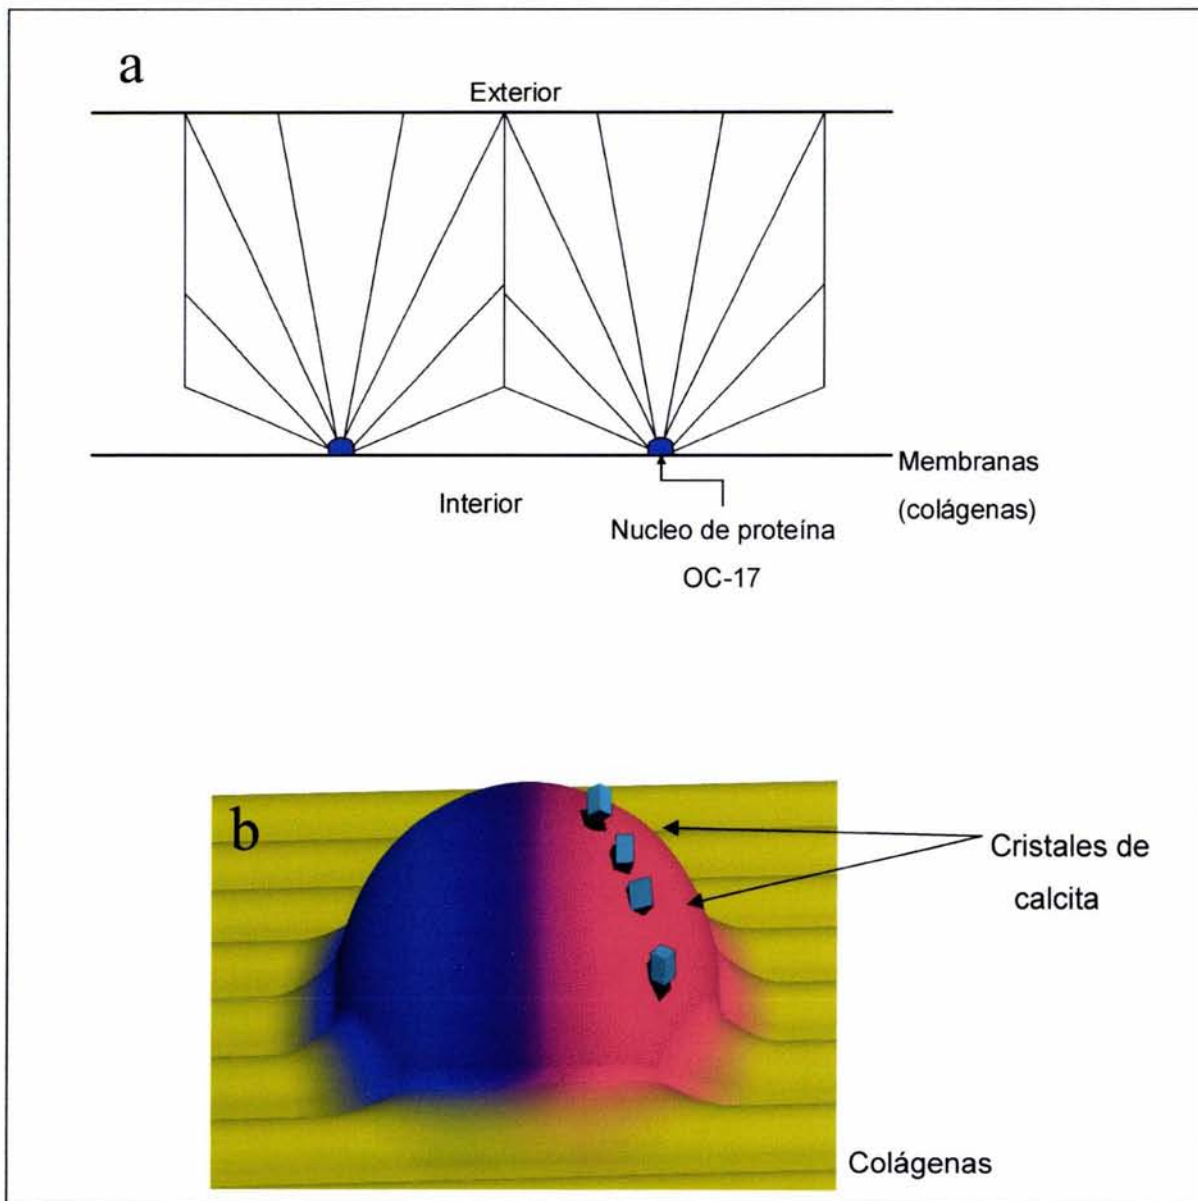 a
Exterior
Membranas
(colágenas)
Interior
Nucleo de proteína
OC-17
b
Cristales de
calcita
Colágenas